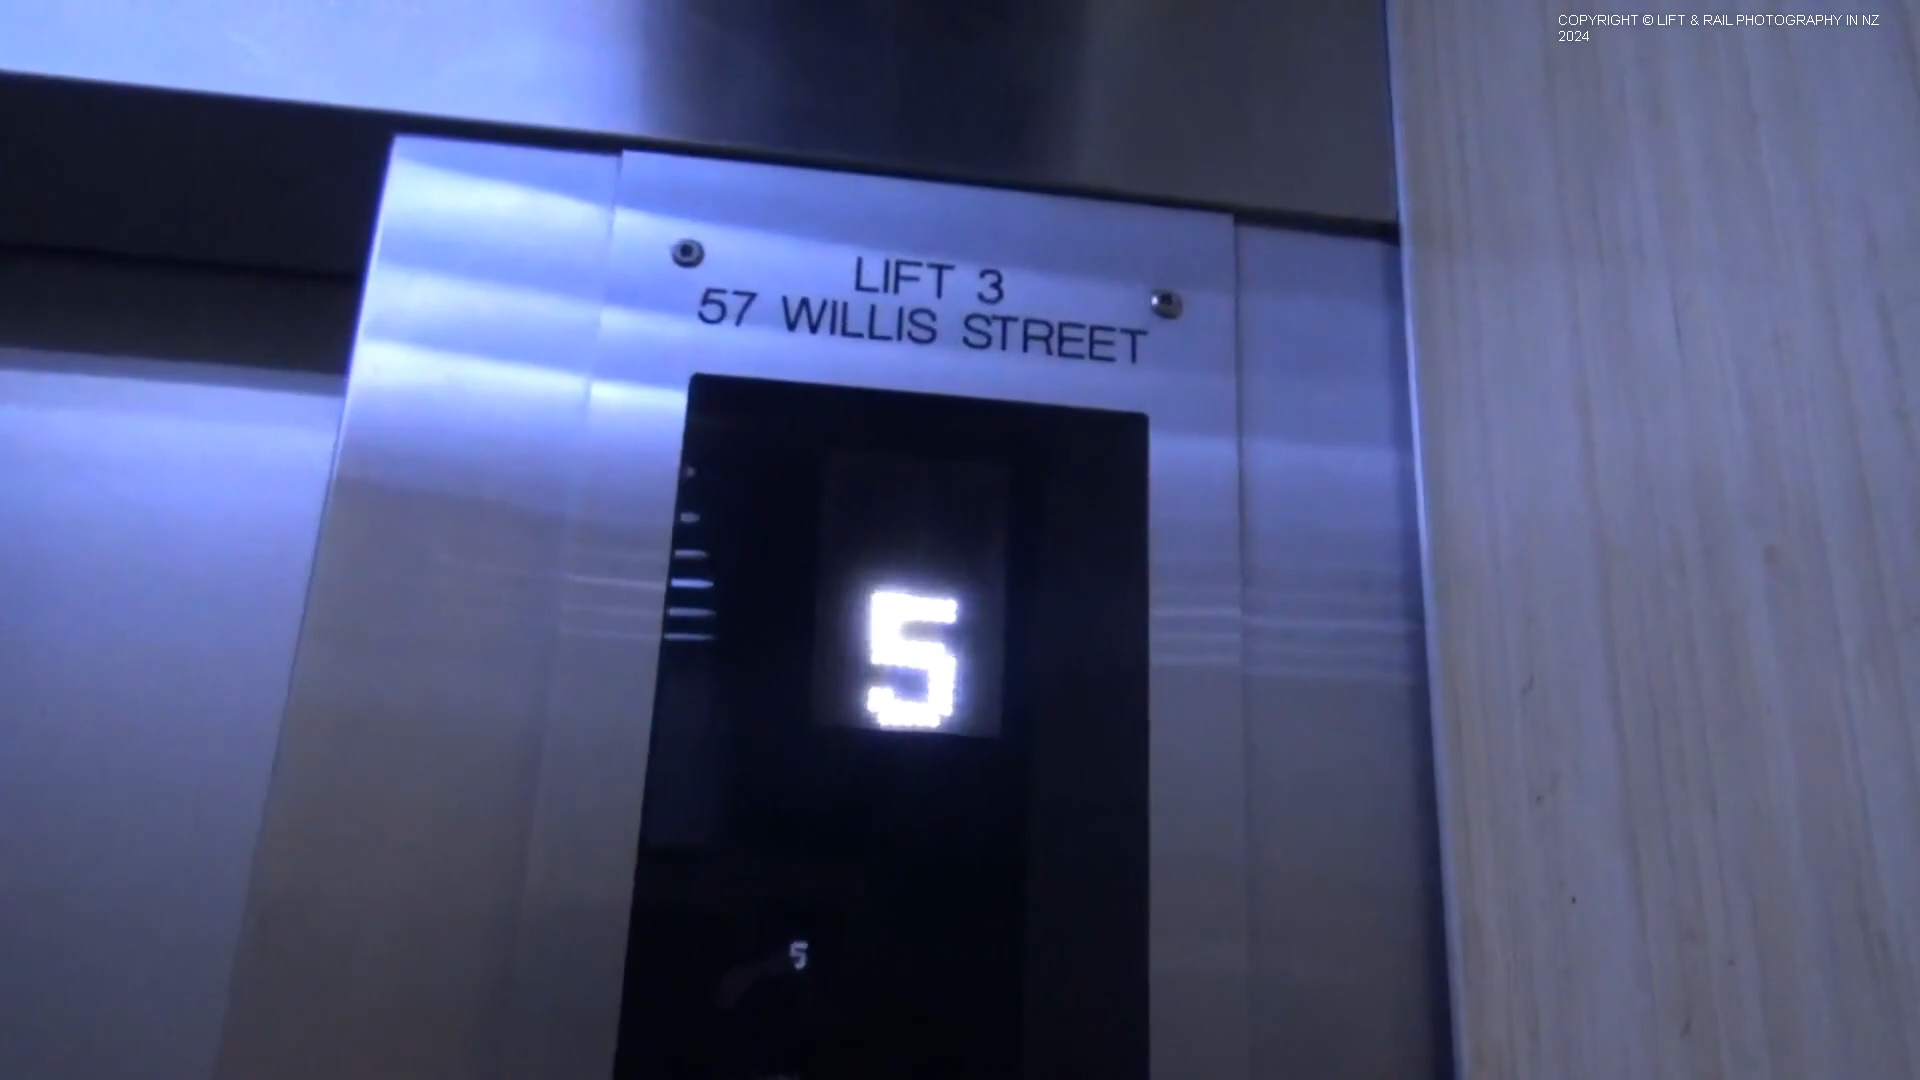 COPYRIGHT © LIFT & RAIL PHOTOGRAPHY IN NZ
2024
LIFT 3
57 WILLIS STREET
5
5